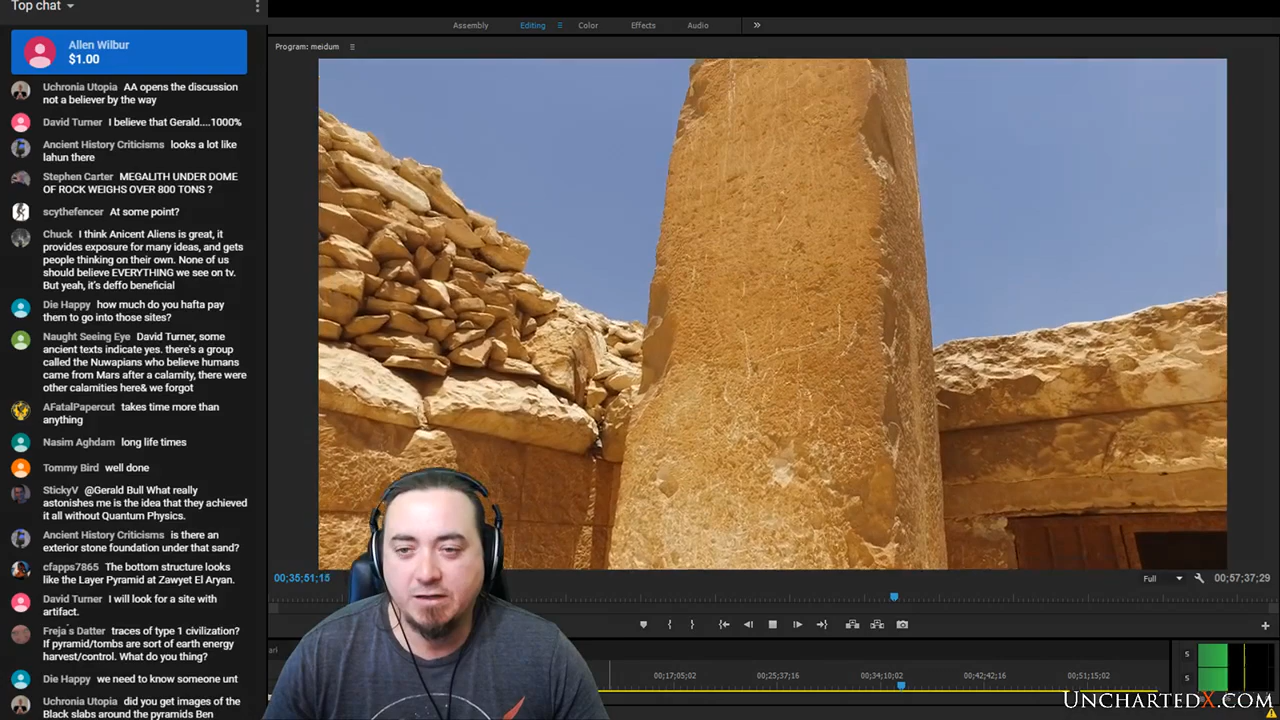 Top chat
Allen Wilbur
$1.00
Uchronia Utopia AA opens the discussion
not a believer by the way
David Turner I believe that Gerald....1000%
Ancient History Criticisms looks a lot like
lahun there
Stephen Carter MEGALITH UNDER DOME
OF ROCK WEIGHS OVER 800 TONS ?
scythefencer At some point?
Chuck I think Anicent Aliens is great, it
provides exposure for many ideas, and gets
people thinking on their own. None of us
should believe EVERYTHING we see on tv.
But yeah, it's deffo beneficial
Die Happy how much do you hafta pay
them to go into those sites?
Naught Seeing Eye David Turner, some
ancient texts indicate yes. there's a group
called the Nuwapians who believe humans
came from Mars after a calamity, there were
other calamities here& we forgot
AFatalPapercut takes time more than
anything
Nasim Aghdam long life times
Tommy Bird well done
StickyV @Gerald Bull What really
astonishes me is the idea that they achieved
it all without Quantum Physics.
Ancient History Criticisms is there an
exterior stone foundation under that sand?
cfapps7865 The bottom structure looks
like the Layer Pyramid at Zawyet El Aryan.
David Turner I will look for a site with
artifact.
Freja's Datter traces of type 1 civilization?
If pyramid/tombs are sort of earth energy
harvest/control. What do you thing?
Die Happy we need to know someone unt
Uchronia Utopia did you get images of the
Black slabs around the pyramids Ben
Assembly Editing Color Effects Audio
Program: meidum
00;35;51;15 Full 00;57;37;29
ari
00;17;05;02 00;25;37;16 00;34;10;02 00;42;42;16 00;51;15;02
5
5
UNCHARTEDX.COM